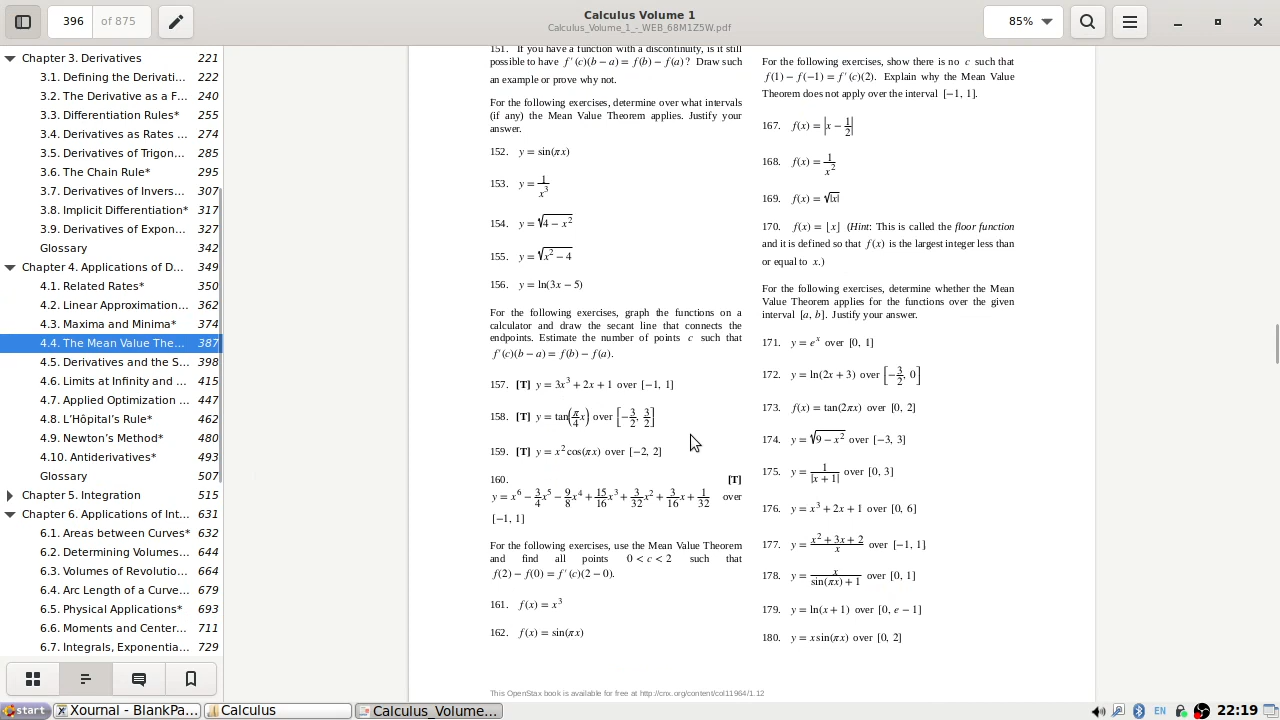 396 of 875
Calculus Volume 1
Calculus_Volume_1_-_WEB_68M1Z5W.pdf
85%
Chapter 3. Derivatives 221
3.1. Defining the Derivati... 222
3.2. The Derivative as a F... 240
3.3. Differentiation Rules* 255
3.4. Derivatives as Rates ... 274
3.5. Derivatives of Trigon... 285
3.6. The Chain Rule* 295
3.7. Derivatives of Invers... 307
3.8. Implicit Differentiation* 317
3.9. Derivatives of Expon... 327
Glossary 342
Chapter 4. Applications of D... 349
4.1. Related Rates* 350
4.2. Linear Approximation... 362
4.3. Maxima and Minima* 374
4.4. The Mean Value The... 387
4.5. Derivatives and the S... 398
4.6. Limits at Infinity and ... 415
4.7. Applied Optimization ... 447
4.8. L'Hôpital's Rule* 462
4.9. Newton's Method* 480
4.10. Antiderivatives* 493
Glossary 507
Chapter 5. Integration 515
Chapter 6. Applications of Int... 631
6.1. Areas between Curves* 632
6.2. Determining Volumes... 644
6.3. Volumes of Revolutio... 664
6.4. Arc Length of a Curve... 679
6.5. Physical Applications* 693
6.6. Moments and Center... 711
6.7. Integrals, Exponentia... 729
151. If you have a function with a discontinuity, is it still
possible to have f′(c)(b − a) = f(b) − f(a)? Draw such
an example or prove why not.
For the following exercises, determine over what intervals
(if any) the Mean Value Theorem applies. Justify your
answer.
152. y = sin(πx)
153. y = 1/x³
154. y = √(4 − x²)
155. y = √(x² − 4)
156. y = ln(3x − 5)
For the following exercises, graph the functions on a
calculator and draw the secant line that connects the
endpoints. Estimate the number of points c such that
f′(c)(b − a) = f(b) − f(a).
157. [T] y = 3x³ + 2x + 1 over [−1, 1]
158. [T] y = tan(π/4 x) over [−3/2, 3/2]
159. [T] y = x² cos(πx) over [−2, 2]
160. [T]
y = x⁶ − 3/4 x⁵ − 9/8 x⁴ + 15/16 x³ + 3/32 x² + 3/16 x + 1/32 over
[−1, 1]
For the following exercises, use the Mean Value Theorem
and find all points 0 < c < 2 such that
f(2) − f(0) = f′(c)(2 − 0).
161. f(x) = x³
162. f(x) = sin(πx)
For the following exercises, show there is no c such that
f(1) − f(−1) = f′(c)(2). Explain why the Mean Value
Theorem does not apply over the interval [−1, 1].
167. f(x) = |x − 1/2|
168. f(x) = 1/x²
169. f(x) = √|x|
170. f(x) = ⌊x⌋ (Hint: This is called the floor function
and it is defined so that f(x) is the largest integer less than
or equal to x.)
For the following exercises, determine whether the Mean
Value Theorem applies for the functions over the given
interval [a, b]. Justify your answer.
171. y = eˣ over [0, 1]
172. y = ln(2x + 3) over [−3/2, 0]
173. f(x) = tan(2πx) over [0, 2]
174. y = √(9 − x²) over [−3, 3]
175. y = 1/|x + 1| over [0, 3]
176. y = x³ + 2x + 1 over [0, 6]
177. y = (x² + 3x + 2)/x over [−1, 1]
178. y = x/(sin(πx) + 1) over [0, 1]
179. y = ln(x + 1) over [0, e − 1]
180. y = x sin(πx) over [0, 2]
This OpenStax book is available for free at http://cnx.org/content/col11964/1.12
start
Xournal - BlankPa...
Calculus
Calculus_Volume...
EN
22:19